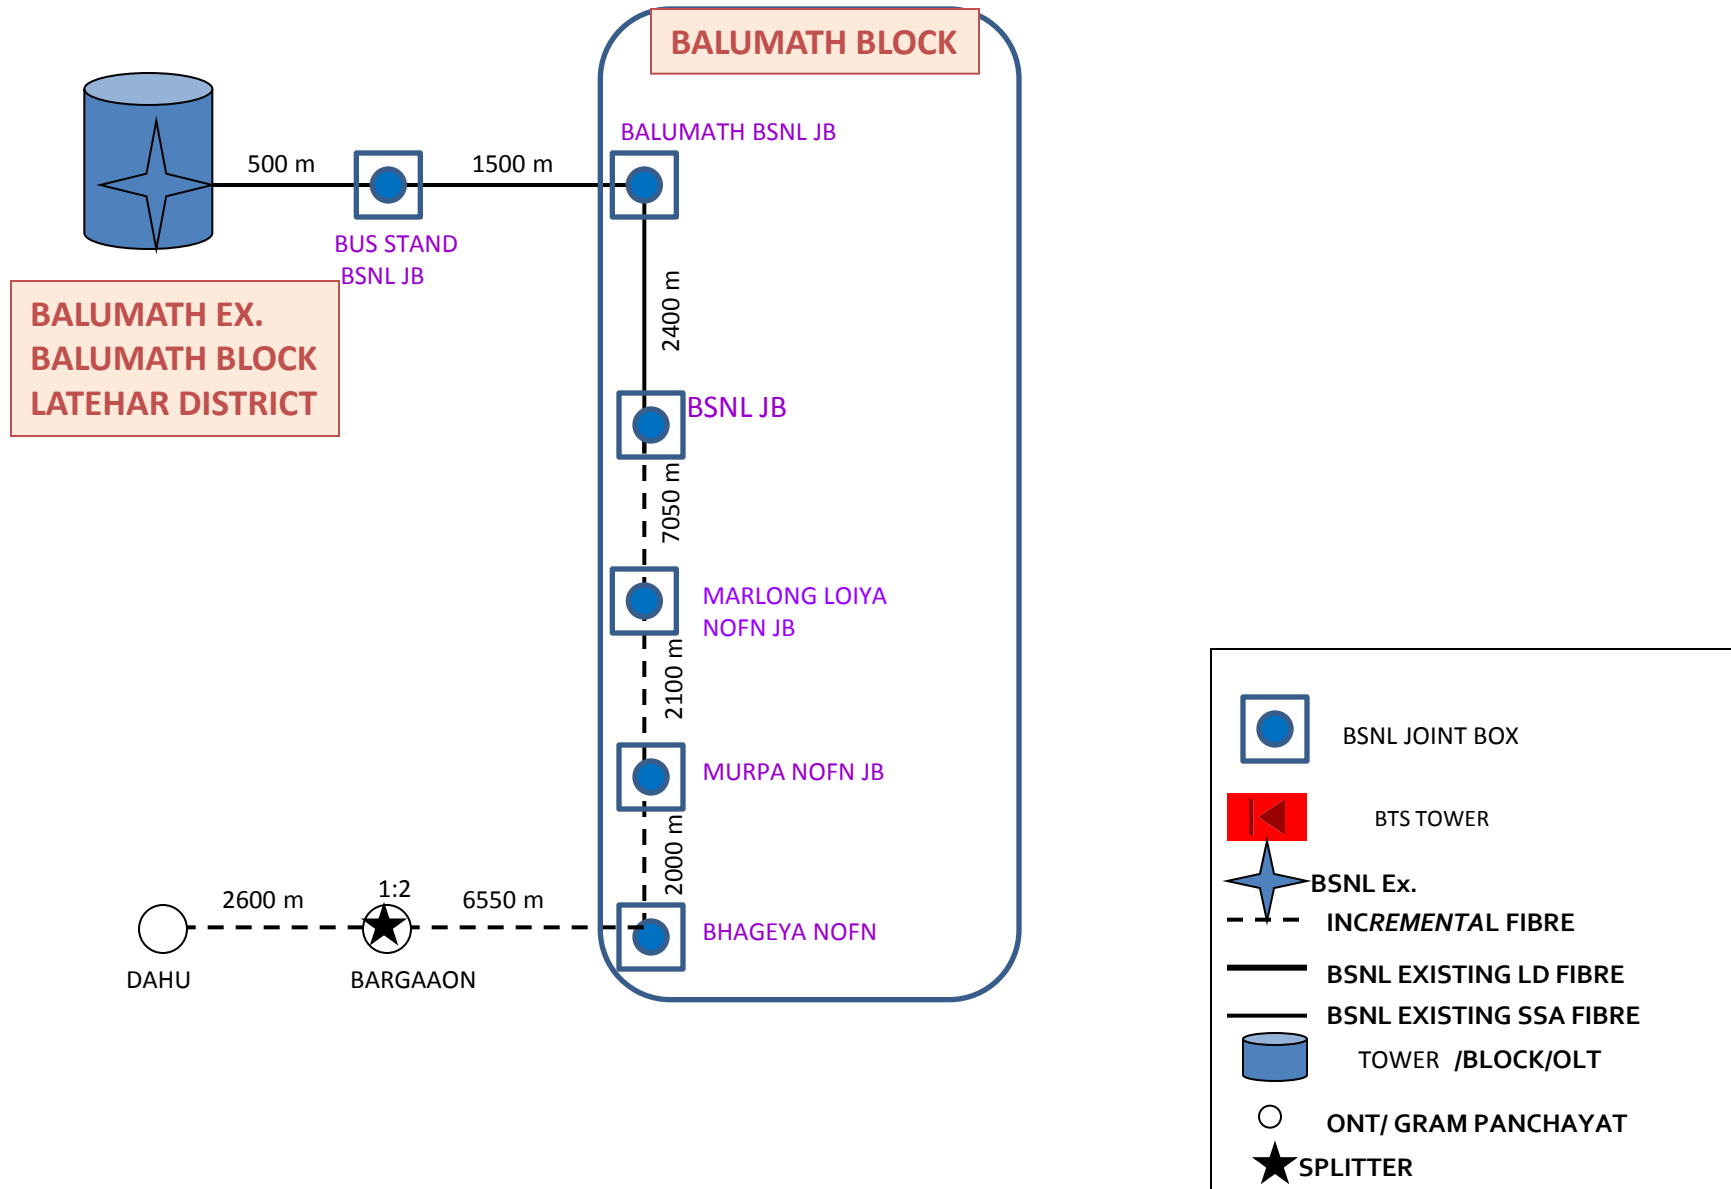 BALUMATH BLOCK
BALUMATH BSNL JB
500 m
1500 m
BUS STAND
BSNL JB
BALUMATH EX.
BALUMATH BLOCK
LATEHAR DISTRICT
2400 m
BSNL JB
7050 m
MARLONG LOIYA
NOFN JB
2100 m
MURPA NOFN JB
2000 m
2600 m
1:2
6550 m
BHAGEYA NOFN
DAHU
BARGAAON
BSNL JOINT BOX
BTS TOWER
BSNL Ex.
INCREMENTAL FIBRE
BSNL EXISTING LD FIBRE
BSNL EXISTING SSA FIBRE
TOWER /BLOCK/OLT
ONT/ GRAM PANCHAYAT
SPLITTER